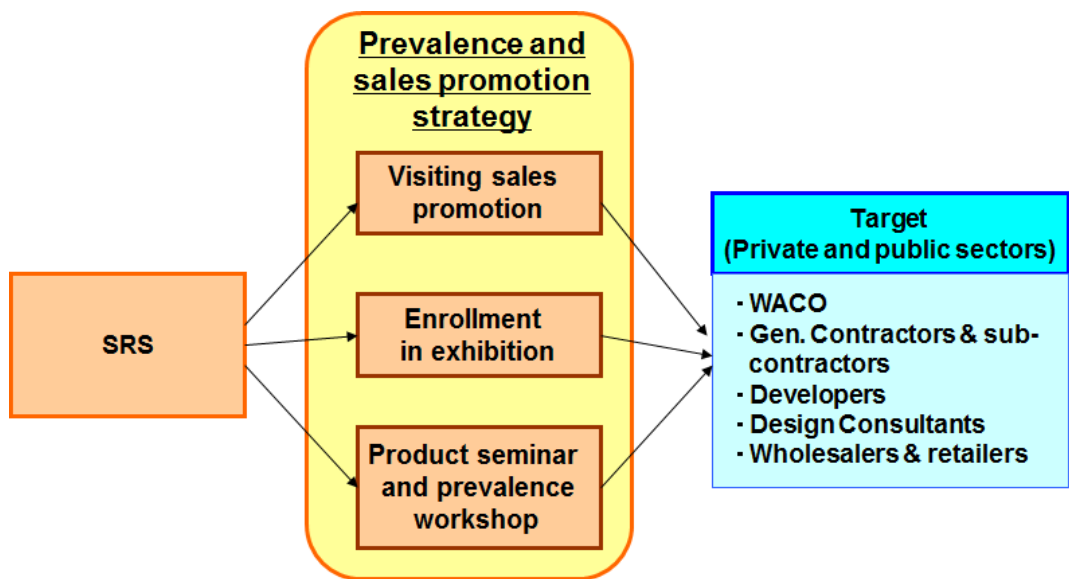 Prevalence and
sales promotion
strategy
Visiting sales
promotion
SRS
Enrollment
in exhibition
Product seminar
and prevalence
workshop
Target
(Private and public sectors)
- WACO
- Gen. Contractors & sub-
contractors
- Developers
- Design Consultants
- Wholesalers & retailers